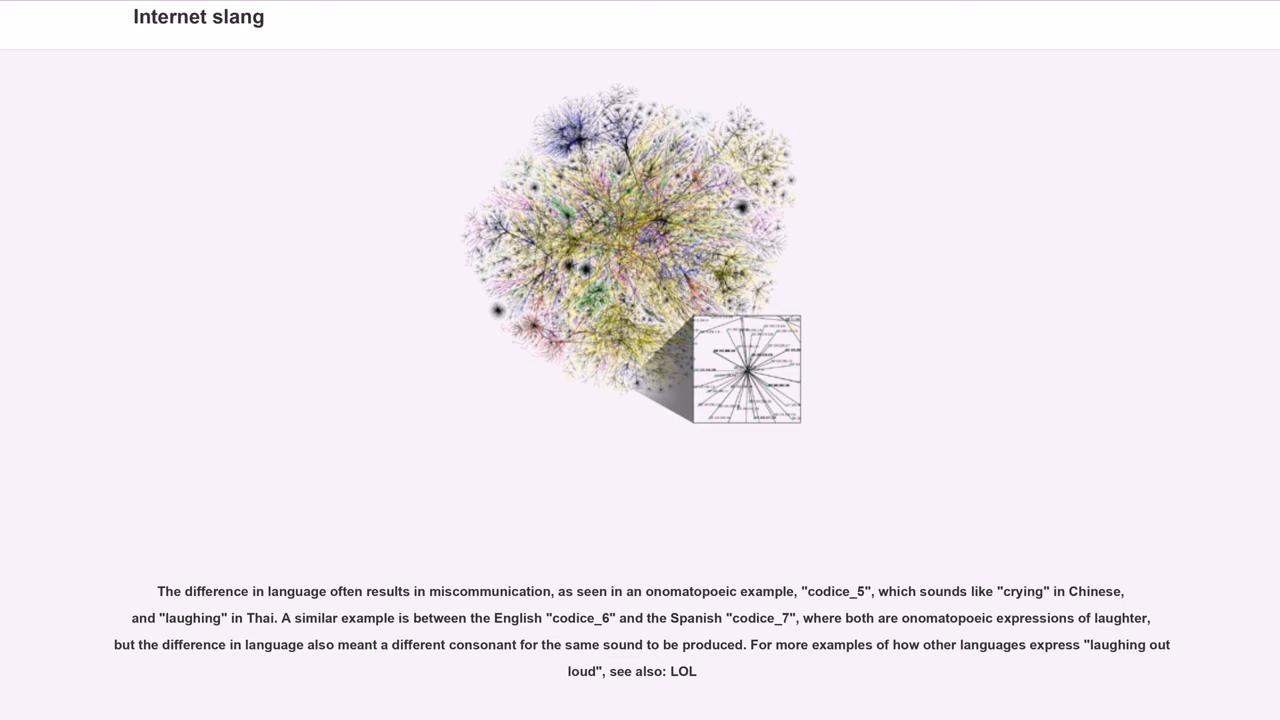 Internet slang
The difference in language often results in miscommunication, as seen in an onomatopoeic example, "codice_5", which sounds like "crying" in Chinese,
and "laughing" in Thai. A similar example is between the English "codice_6" and the Spanish "codice_7", where both are onomatopoeic expressions of laughter,
but the difference in language also meant a different consonant for the same sound to be produced. For more examples of how other languages express "laughing out
loud", see also: LOL